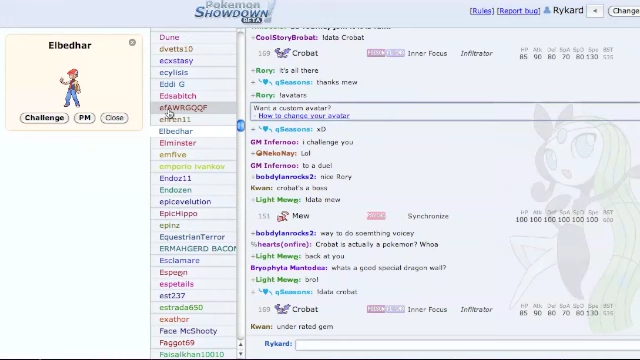 Pokemon
SHOWDOWN
BETA
[Rules] [Report bug] Rykard Change
Elbedhar
Challenge PM Close
Dune
dvetts10
ecxstasy
ecylisis
Eddi G
Edsabitch
efAWRGQQF
ehren11
Elbedhar
Elminster
emfive
emporio ivankov
Endoz11
Endozen
epicevelution
EpicHippo
epinz
EquestrianTerror
ERMAHGERD BACON
Esclamare
Espeon
espetails
est237
estrada650
exathor
Face McShooty
Faggot69
Faisalkhan10010
+CoolStoryBrobat: !data Crobat
169 Crobat Inner Focus Infiltrator
HP Atk Def SpA SpD Spe BST
85 90 80 70 80 130 535
+Rory: it's all there
qSeasons: thanks mew
+Rory: !avatars
Want a custom avatar?
- How to change your avatar
qSeasons: xD
GM Infernoo: i challenge you
NekoNay: Lol
GM Infernoo: to a duel
+bobdylanrocks2: nice Rory
Kwan: crobat's a boss
+Light Mew: !data mew
151 Mew Synchronize
HP Atk Def SpA SpD Spe BST
100 100 100 100 100 100 600
+bobdylanrocks2: way to do soemthing voicey
%hearts(onfire): Crobat is actually a pokemon? Whoa
+Light Mew: back at you
Bryophyta Mantodea: whats a good special dragon wall?
+Light Mew: bro!
qSeasons: !data crobat
169 Crobat Inner Focus Infiltrator
HP Atk Def SpA SpD Spe BST
85 90 80 70 80 130 535
Kwan: under rated gem
Rykard: